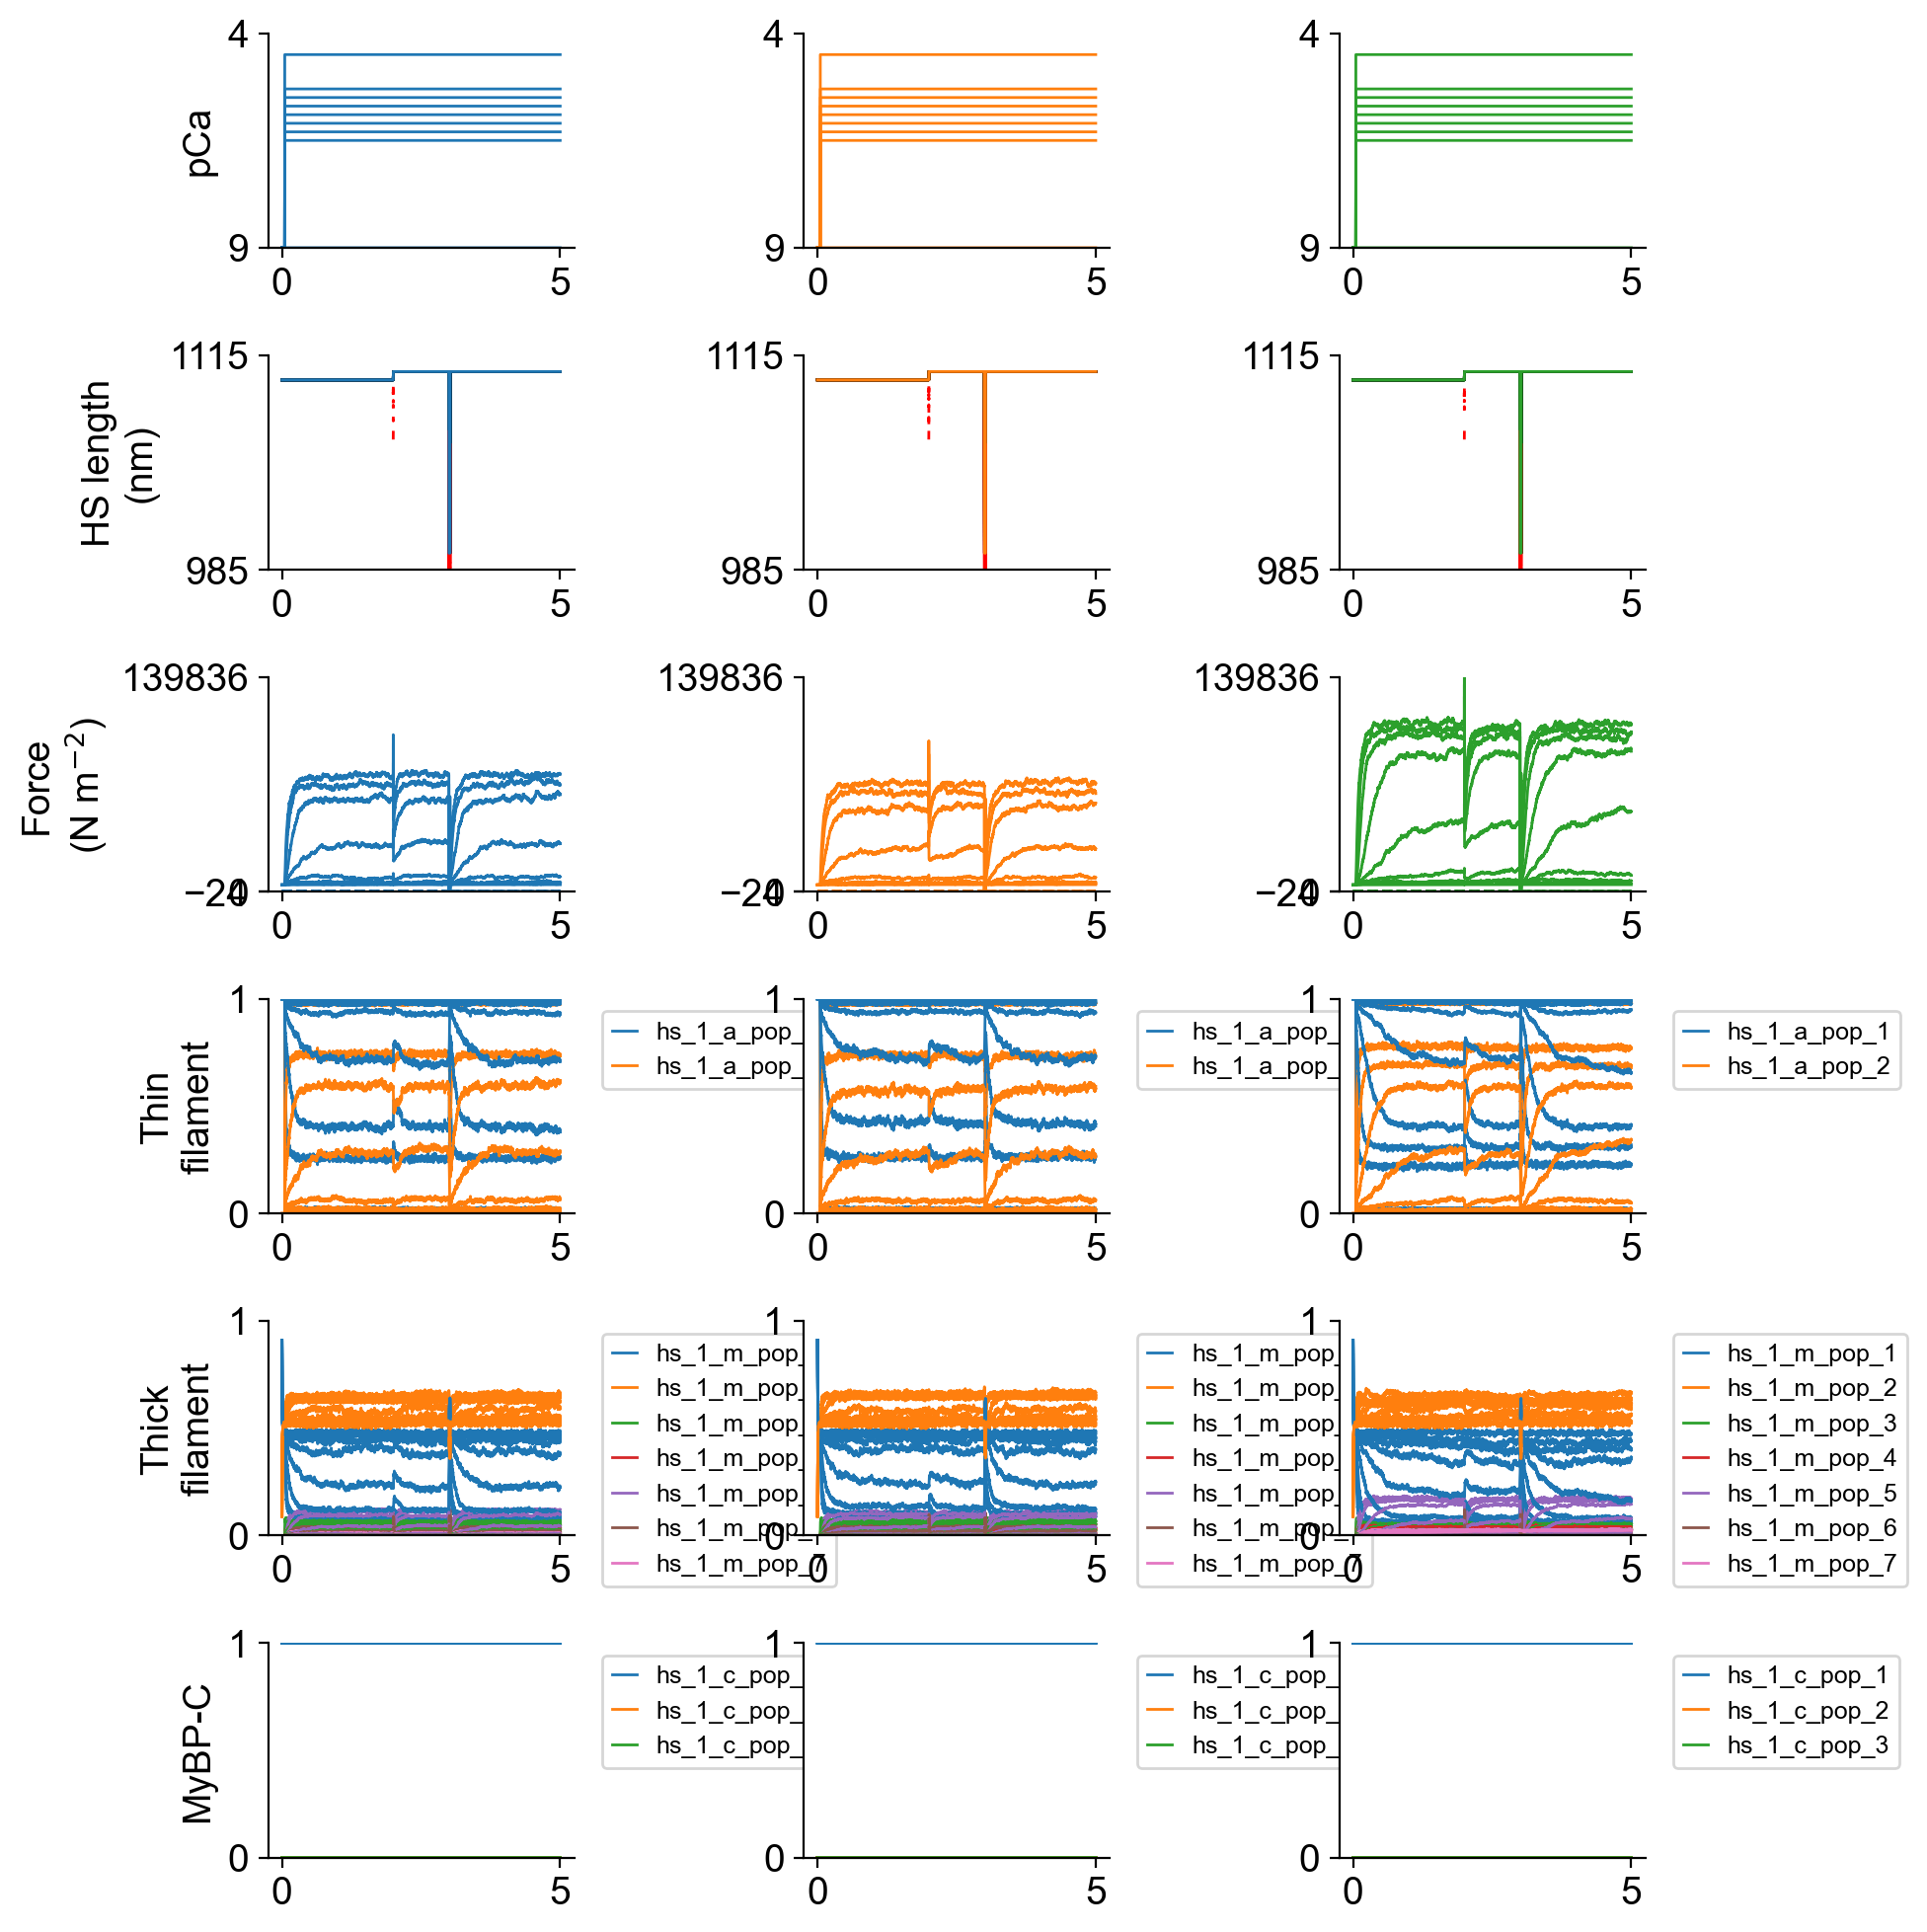 4 4 4
pCa
9 9 9
0 5 0 5 0 5
1115 1115 1115
HS length
(nm)
985 985 985
0 5 0 5 0 5
139836 139836 139836
Force
(N m−2)
0 5 0 5 0 5
1 1 1
hs_1_a_pop_ hs_1_a_pop_ hs_1_a_pop_1
hs_1_a_pop_ hs_1_a_pop_ hs_1_a_pop_2
Thin
filament
0 0 0
0 5 0 5 0 5
1 1 1
hs_1_m_pop_ hs_1_m_pop_ hs_1_m_pop_1
hs_1_m_pop_ hs_1_m_pop_ hs_1_m_pop_2
hs_1_m_pop_ hs_1_m_pop_ hs_1_m_pop_3
Thick
filament
hs_1_m_pop_ hs_1_m_pop_ hs_1_m_pop_4
hs_1_m_pop_ hs_1_m_pop_ hs_1_m_pop_5
hs_1_m_pop_ hs_1_m_pop_ hs_1_m_pop_6
0 0 0
hs_1_m_pop_7 hs_1_m_pop_7 hs_1_m_pop_7
0 5 0 5 0 5
1 1 1
hs_1_c_pop_ hs_1_c_pop_ hs_1_c_pop_1
hs_1_c_pop_ hs_1_c_pop_ hs_1_c_pop_2
hs_1_c_pop_ hs_1_c_pop_ hs_1_c_pop_3
MyBP-C
0 0 0
0 5 0 5 0 5